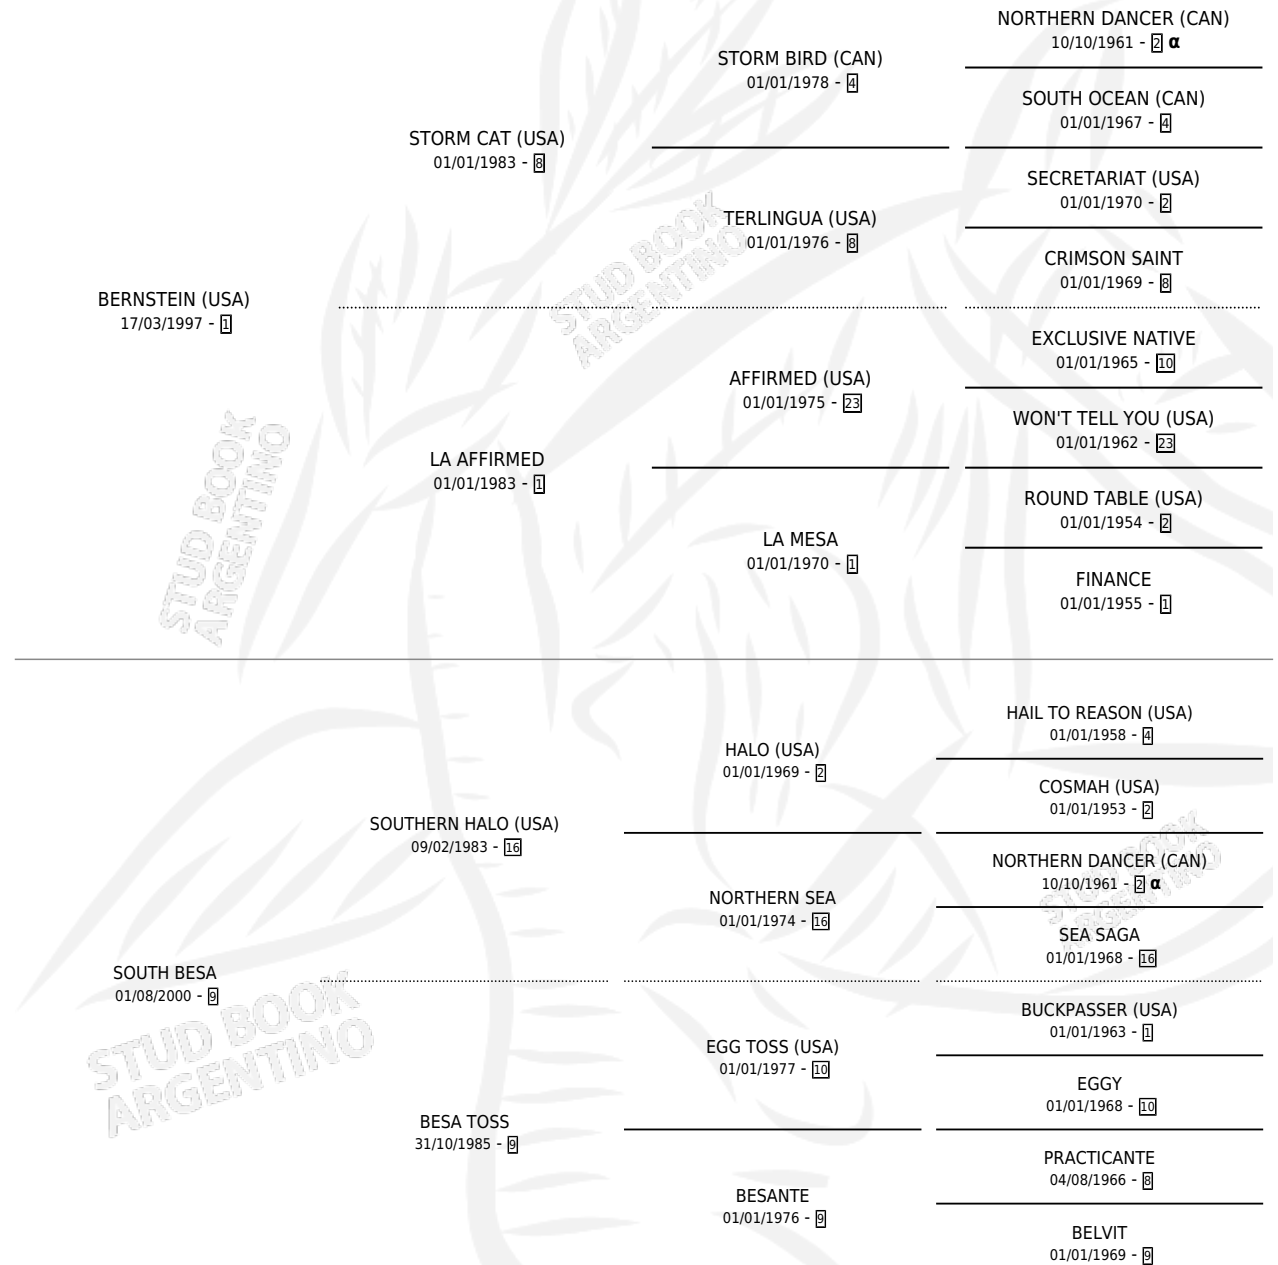 NORTHERN DANCER (CAN)
10/10/1961 - 2 α
STORM BIRD (CAN)
01/01/1978 - 4
SOUTH OCEAN (CAN)
01/01/1967 - 4
STORM CAT (USA)
01/01/1983 - 8
SECRETARIAT (USA)
01/01/1970 - 2
TERLINGUA (USA)
01/01/1976 - 8
CRIMSON SAINT
01/01/1969 - 8
STUD BOOK
ARGENTINO
BERNSTEIN (USA)
17/03/1997 - 1
EXCLUSIVE NATIVE
01/01/1965 - 10
AFFIRMED (USA)
01/01/1975 - 23
WON'T TELL YOU (USA)
01/01/1962 - 23
LA AFFIRMED
01/01/1983 - 1
ROUND TABLE (USA)
01/01/1954 - 2
LA MESA
01/01/1970 - 1
FINANCE
01/01/1955 - 1
STUD BOOK
ARGENTINO
HAIL TO REASON (USA)
01/01/1958 - 4
HALO (USA)
01/01/1969 - 2
COSMAH (USA)
01/01/1953 - 2
SOUTHERN HALO (USA)
09/02/1983 - 16
NORTHERN DANCER (CAN)
10/10/1961 - 2 α
STUD BOOK
ARGENTINO
NORTHERN SEA
01/01/1974 - 16
SEA SAGA
01/01/1968 - 16
SOUTH BESA
01/08/2000 - 9
STUD BOOK
ARGENTINO
BUCKPASSER (USA)
01/01/1963 - 1
EGG TOSS (USA)
01/01/1977 - 10
EGGY
01/01/1968 - 10
BESA TOSS
31/10/1985 - 9
PRACTICANTE
04/08/1966 - 8
BESANTE
01/01/1976 - 9
BELVIT
01/01/1969 - 9